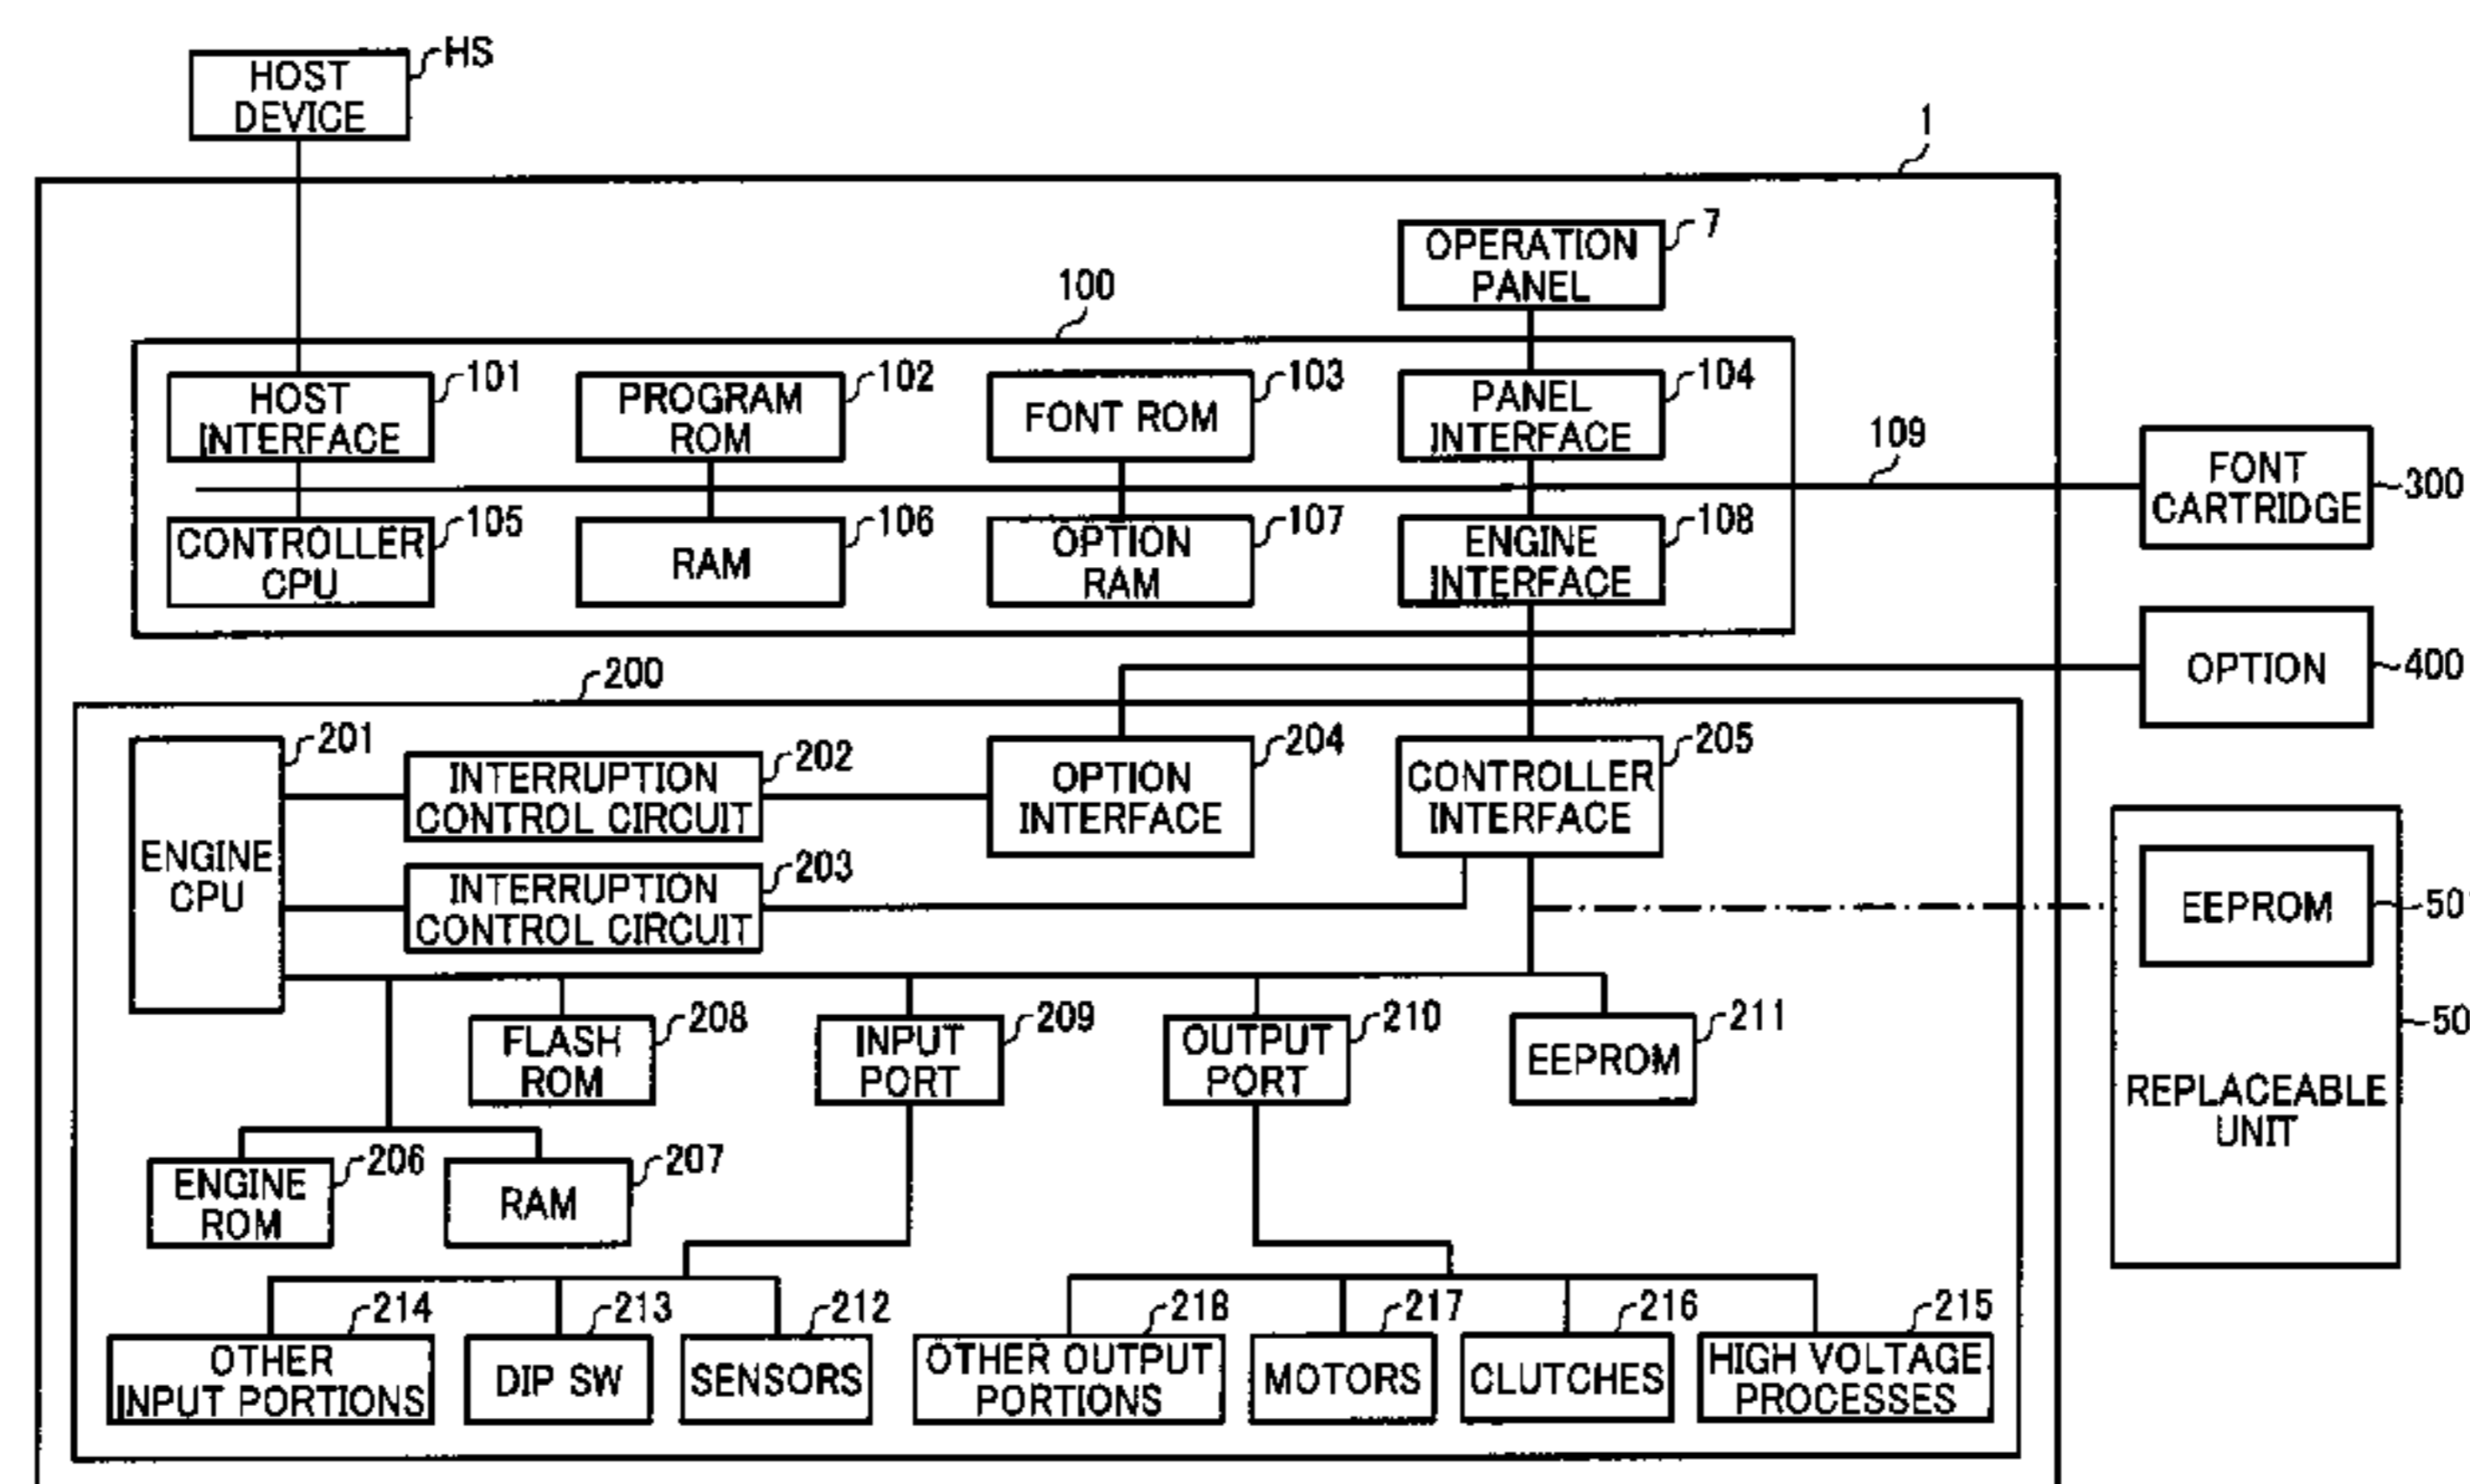 HOST
DEVICE
HS
1
OPERATION
PANEL
7
100
HOST
INTERFACE
101
PROGRAM
ROM
102
FONT ROM
103
PANEL
INTERFACE
104
109
FONT
CARTRIDGE
300
CONTROLLER
CPU
105
RAM
106
OPTION
RAM
107
ENGINE
INTERFACE
108
OPTION
400
200
ENGINE
CPU
201
INTERRUPTION
CONTROL CIRCUIT
202
OPTION
INTERFACE
204
CONTROLLER
INTERFACE
205
INTERRUPTION
CONTROL CIRCUIT
203
EEPROM
50
REPLACEABLE
UNIT
50
FLASH
ROM
208
INPUT
PORT
209
OUTPUT
PORT
210
EEPROM
211
ENGINE
ROM
206
RAM
207
OTHER
INPUT PORTIONS
214
DIP SW
213
SENSORS
212
OTHER OUTPUT
PORTIONS
218
MOTORS
217
CLUTCHES
216
HIGH VOLTAGE
PROCESSES
215